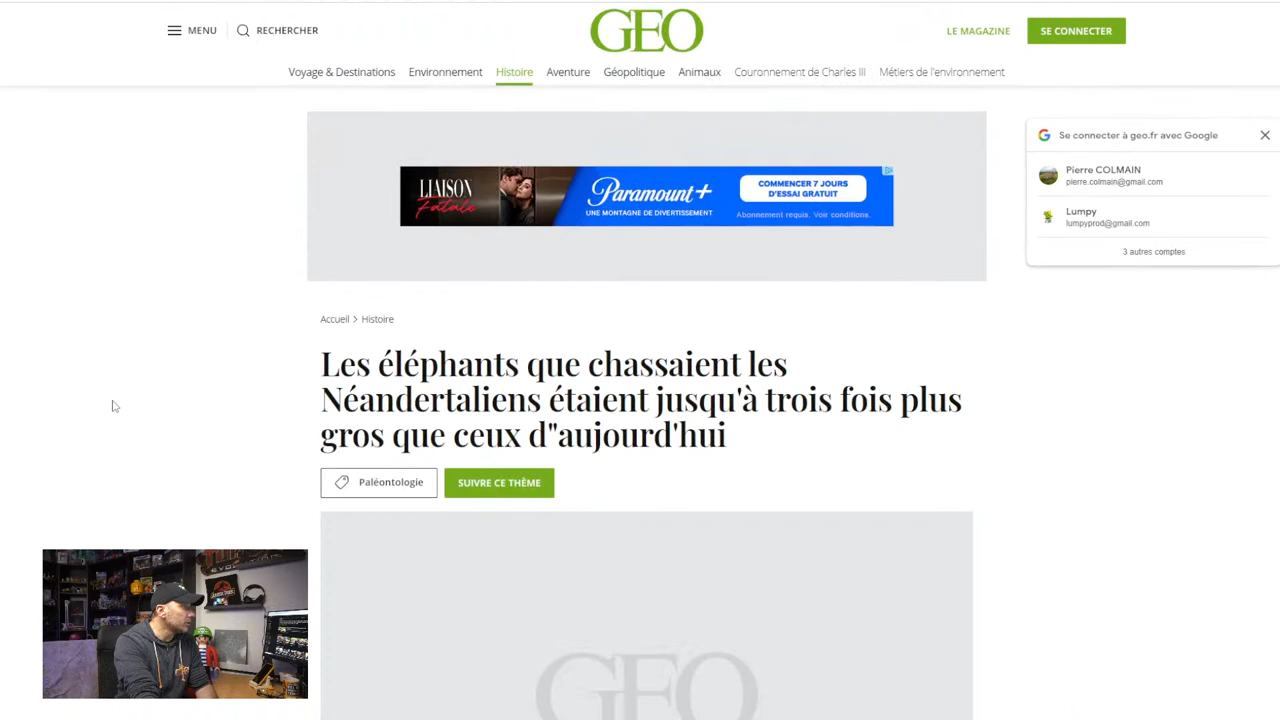 MENU
RECHERCHER
GEO
LE MAGAZINE
SE CONNECTER
Voyage & Destinations
Environnement
Histoire
Aventure
Géopolitique
Animaux
Couronnement de Charles III
Métiers de l'environnement
LIAISON
Fatale
Paramount+
UNE MONTAGNE DE DIVERTISSEMENT
COMMENCER 7 JOURS
D'ESSAI GRATUIT
Abonnement requis. Voir conditions.
Se connecter à geo.fr avec Google
Pierre COLMAIN
pierre.colmain@gmail.com
Lumpy
lumpyprod@gmail.com
3 autres comptes
Accueil > Histoire
Les éléphants que chassaient les
Néandertaliens étaient jusqu'à trois fois plus
gros que ceux d"aujourd'hui
Paléontologie
SUIVRE CE THÈME
GEO